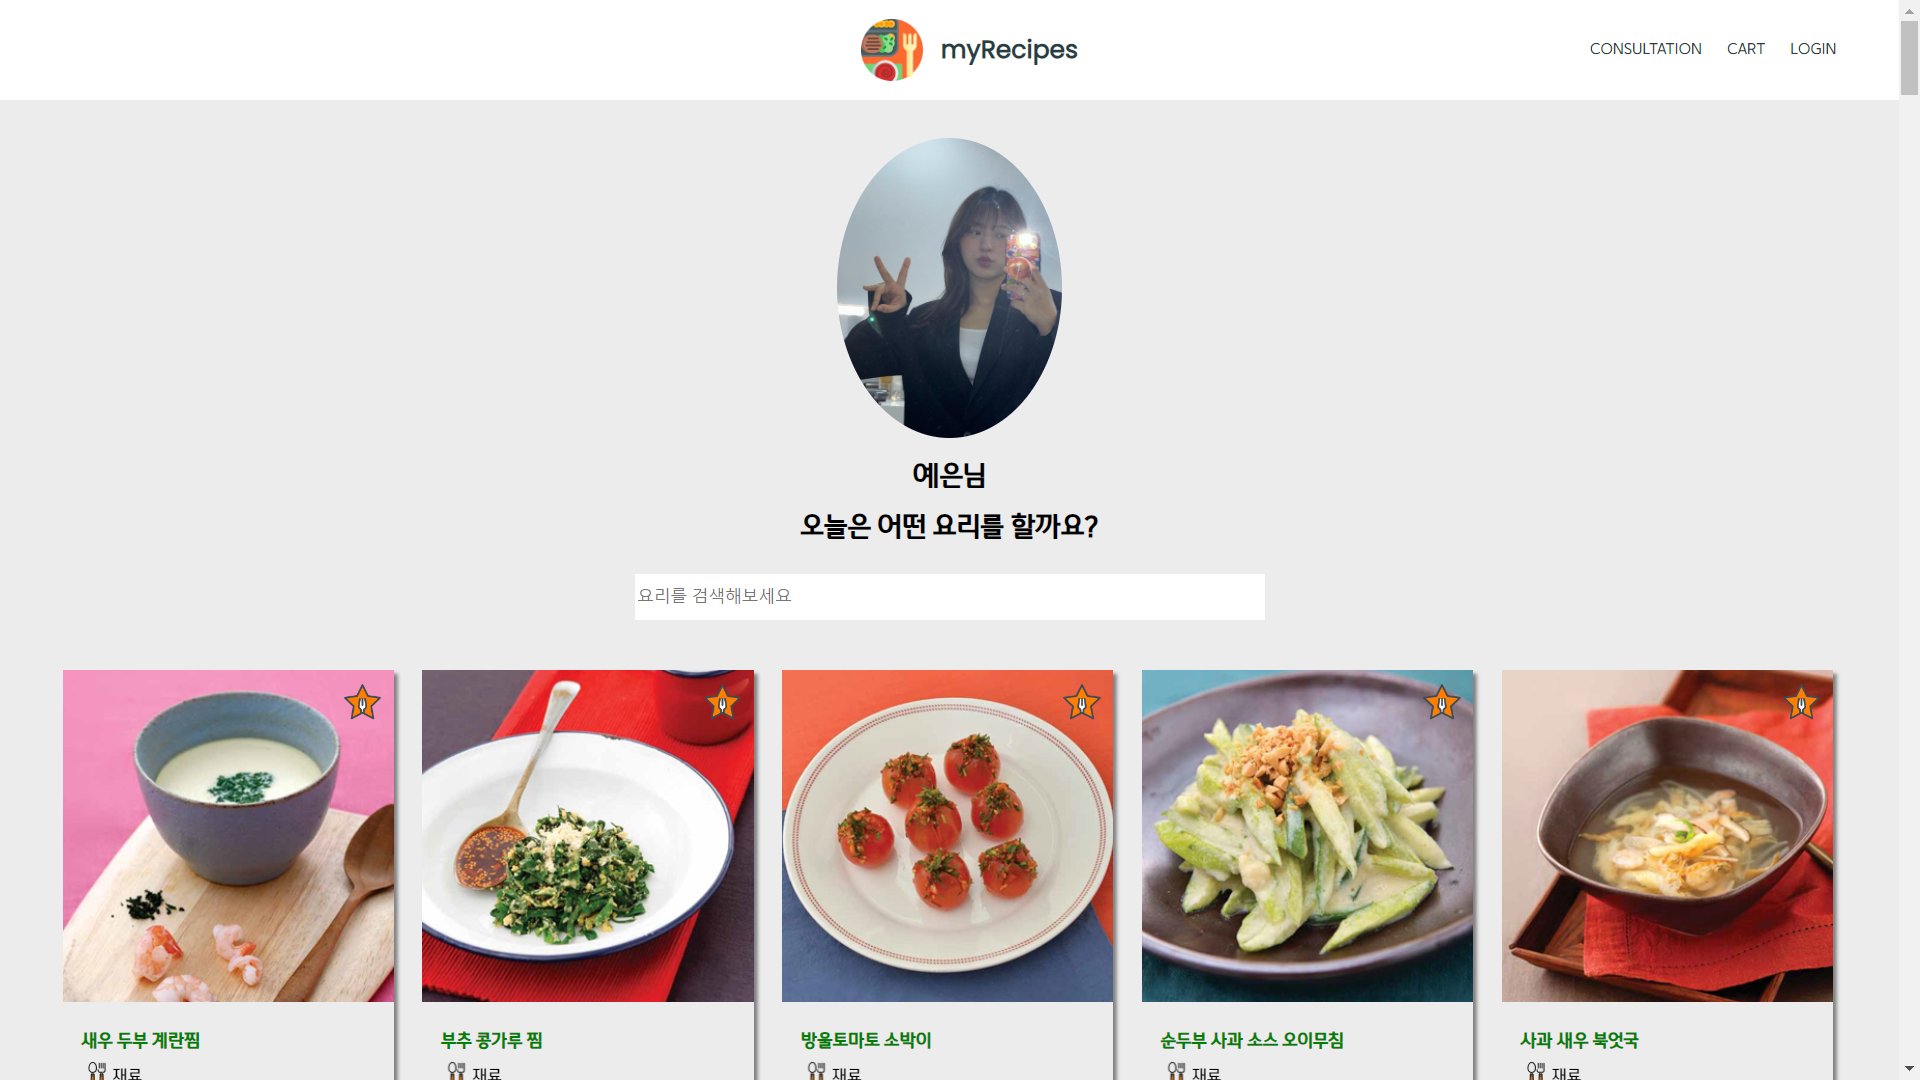 myRecipes
CONSULTATION CART LOGIN
예은님
오늘은 어떤 요리를 할까요?
요리를 검색해보세요
새우 두부 계란찜
재료
부추 콩가루 찜
재료
방울토마토 소박이
재료
순두부 사과 소스 오이무침
재료
사과 새우 북엇국
재료